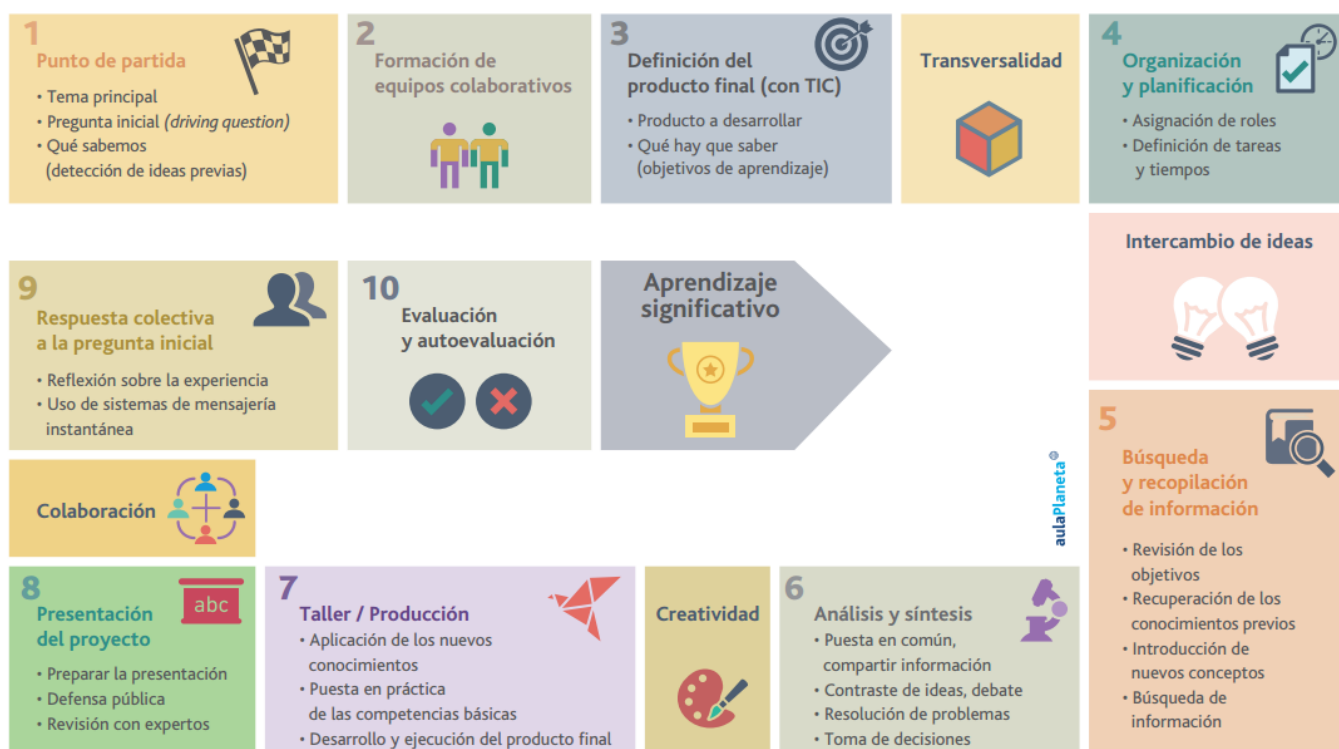 1
Punto de partida
• Tema principal
• Pregunta inicial (driving question)
• Qué sabemos
(detección de ideas previas)
2
Formación de
equipos colaborativos
3
Definición del
producto final (con TIC)
• Producto a desarrollar
• Qué hay que saber
(objetivos de aprendizaje)
Transversalidad
4
Organización
y planificación
• Asignación de roles
• Definición de tareas
y tiempos
Intercambio de ideas
5
Búsqueda
y recopilación
de información
• Revisión de los
objetivos
• Recuperación de los
conocimientos previos
• Introducción de
nuevos conceptos
• Búsqueda de
información
6
Análisis y síntesis
• Puesta en común,
compartir información
• Contraste de ideas, debate
• Resolución de problemas
• Toma de decisiones
Creatividad
7
Taller / Producción
• Aplicación de los nuevos
conocimientos
• Puesta en práctica
de las competencias básicas
• Desarrollo y ejecución del producto final
8
Presentación
del proyecto
abc
• Preparar la presentación
• Defensa pública
• Revisión con expertos
Colaboración
9
Respuesta colectiva
a la pregunta inicial
• Reflexión sobre la experiencia
• Uso de sistemas de mensajería
instantánea
10
Evaluación
y autoevaluación
Aprendizaje
significativo
aulaPlaneta